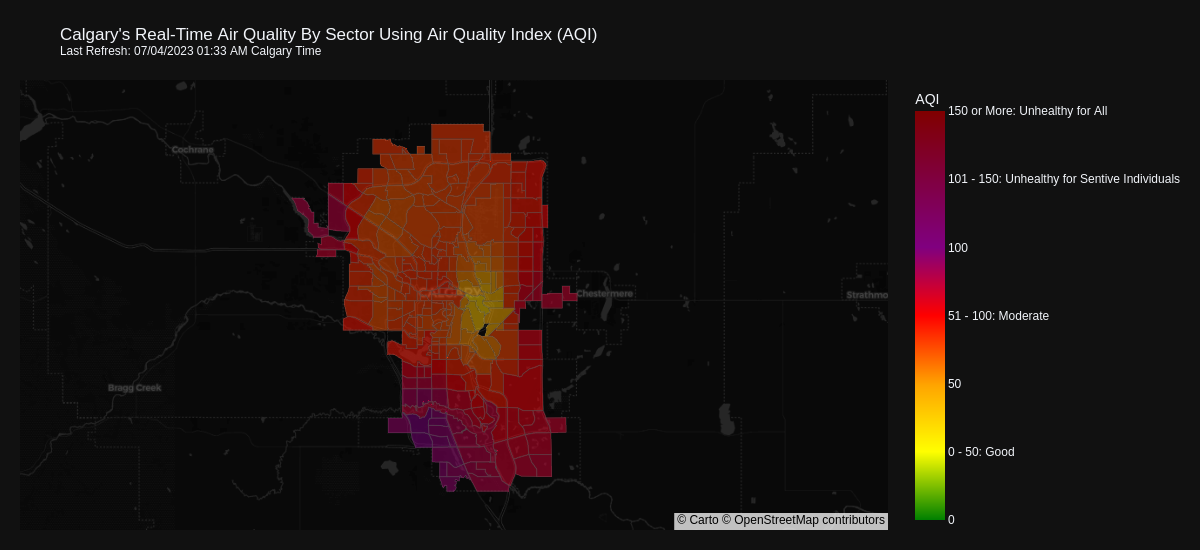 Calgary's Real-Time Air Quality By Sector Using Air Quality Index (AQI)
Last Refresh: 07/04/2023 01:33 AM Calgary Time
AQI
150 or More: Unhealthy for All
Cochrane
101 - 150: Unhealthy for Sentive Individuals
100
CALGARY
Chestermere
Strathmo
51 - 100: Moderate
50
Bragg Creek
0 - 50: Good
0
© Carto © OpenStreetMap contributors